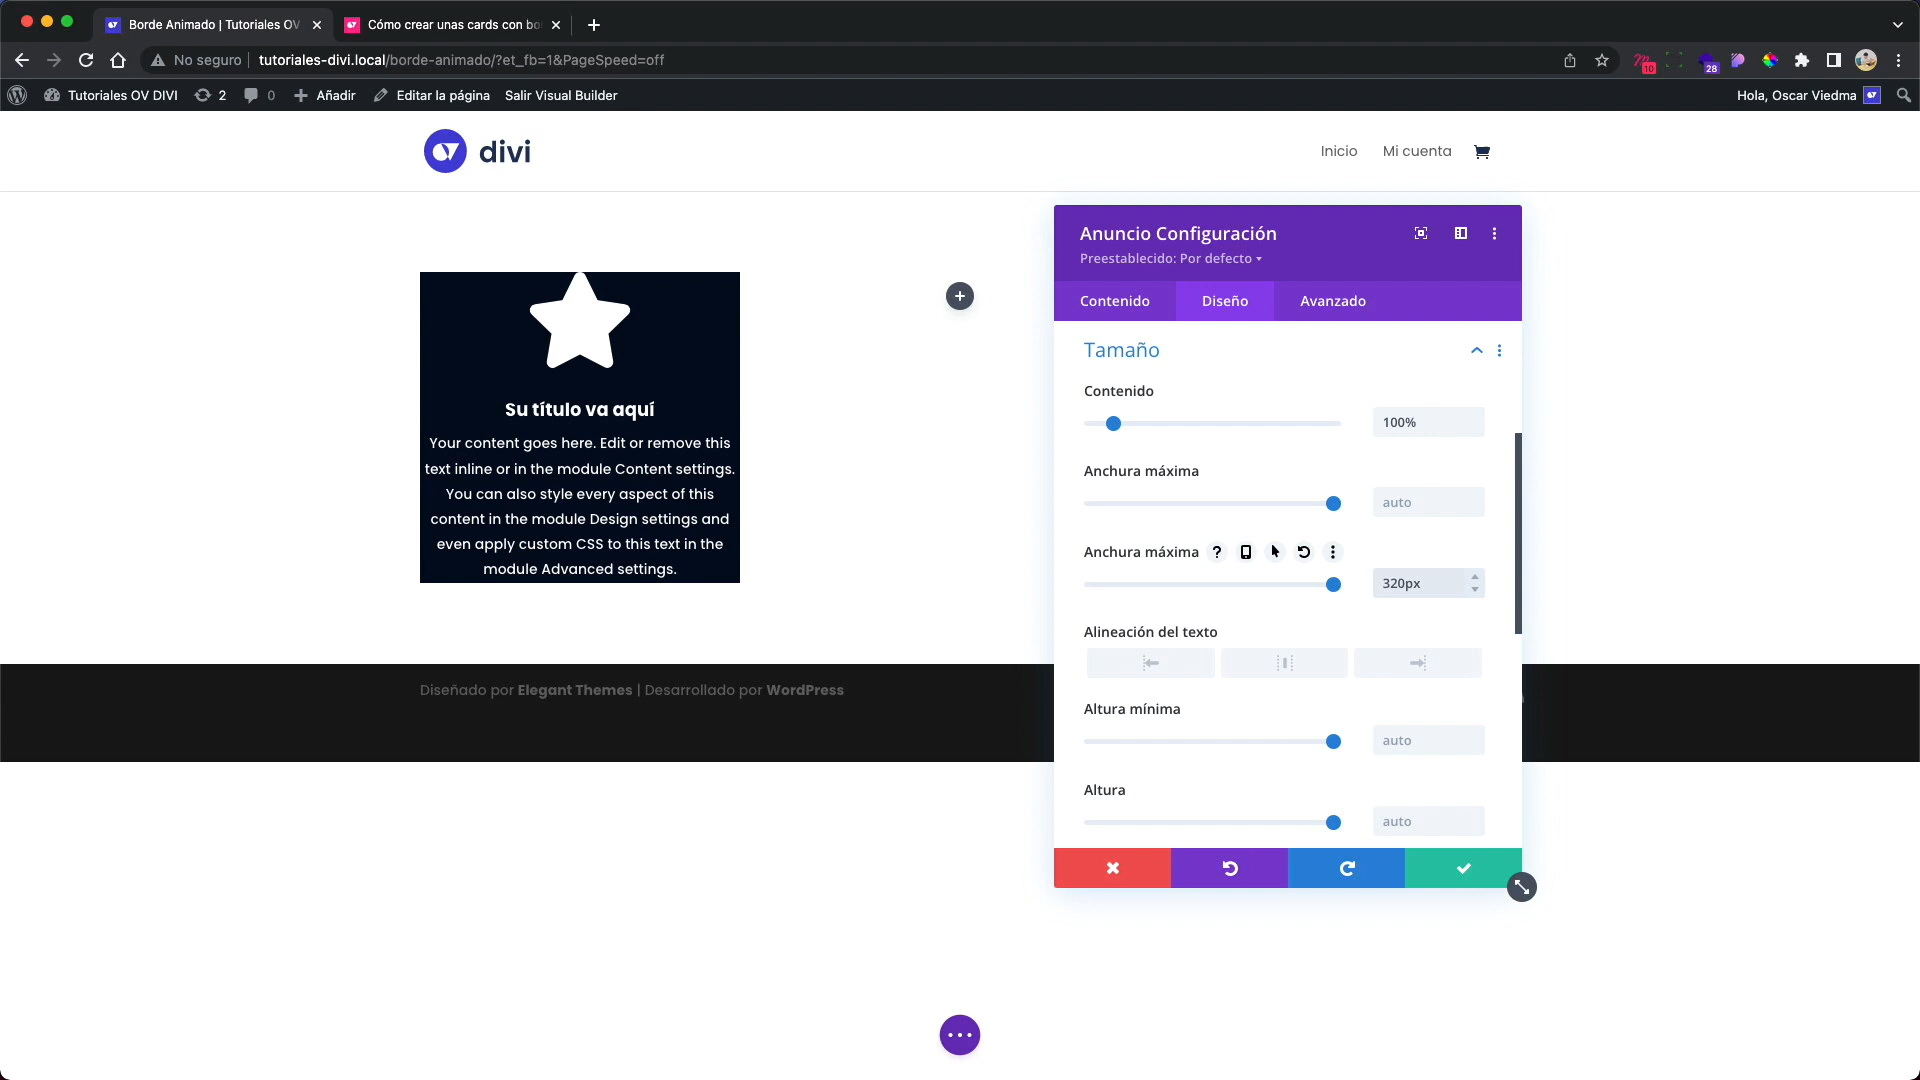 Borde Animado | Tutoriales OV
Cómo crear unas cards con bo
No seguro
tutoriales-divi.local/borde-animado/?et_fb=1&PageSpeed=off
10
28
Tutoriales OV DIVI
2
0
Añadir
Editar la página
Salir Visual Builder
Hola, Oscar Viedma
divi
Inicio
Mi cuenta
Su título va aquí
Your content goes here. Edit or remove this
text inline or in the module Content settings.
You can also style every aspect of this
content in the module Design settings and
even apply custom CSS to this text in the
module Advanced settings.
Anuncio Configuración
Preestablecido: Por defecto
Contenido
Diseño
Avanzado
Tamaño
Contenido
100%
Anchura máxima
auto
Anchura máxima
320px
Alineación del texto
Altura mínima
auto
Altura
auto
Diseñado por Elegant Themes | Desarrollado por WordPress